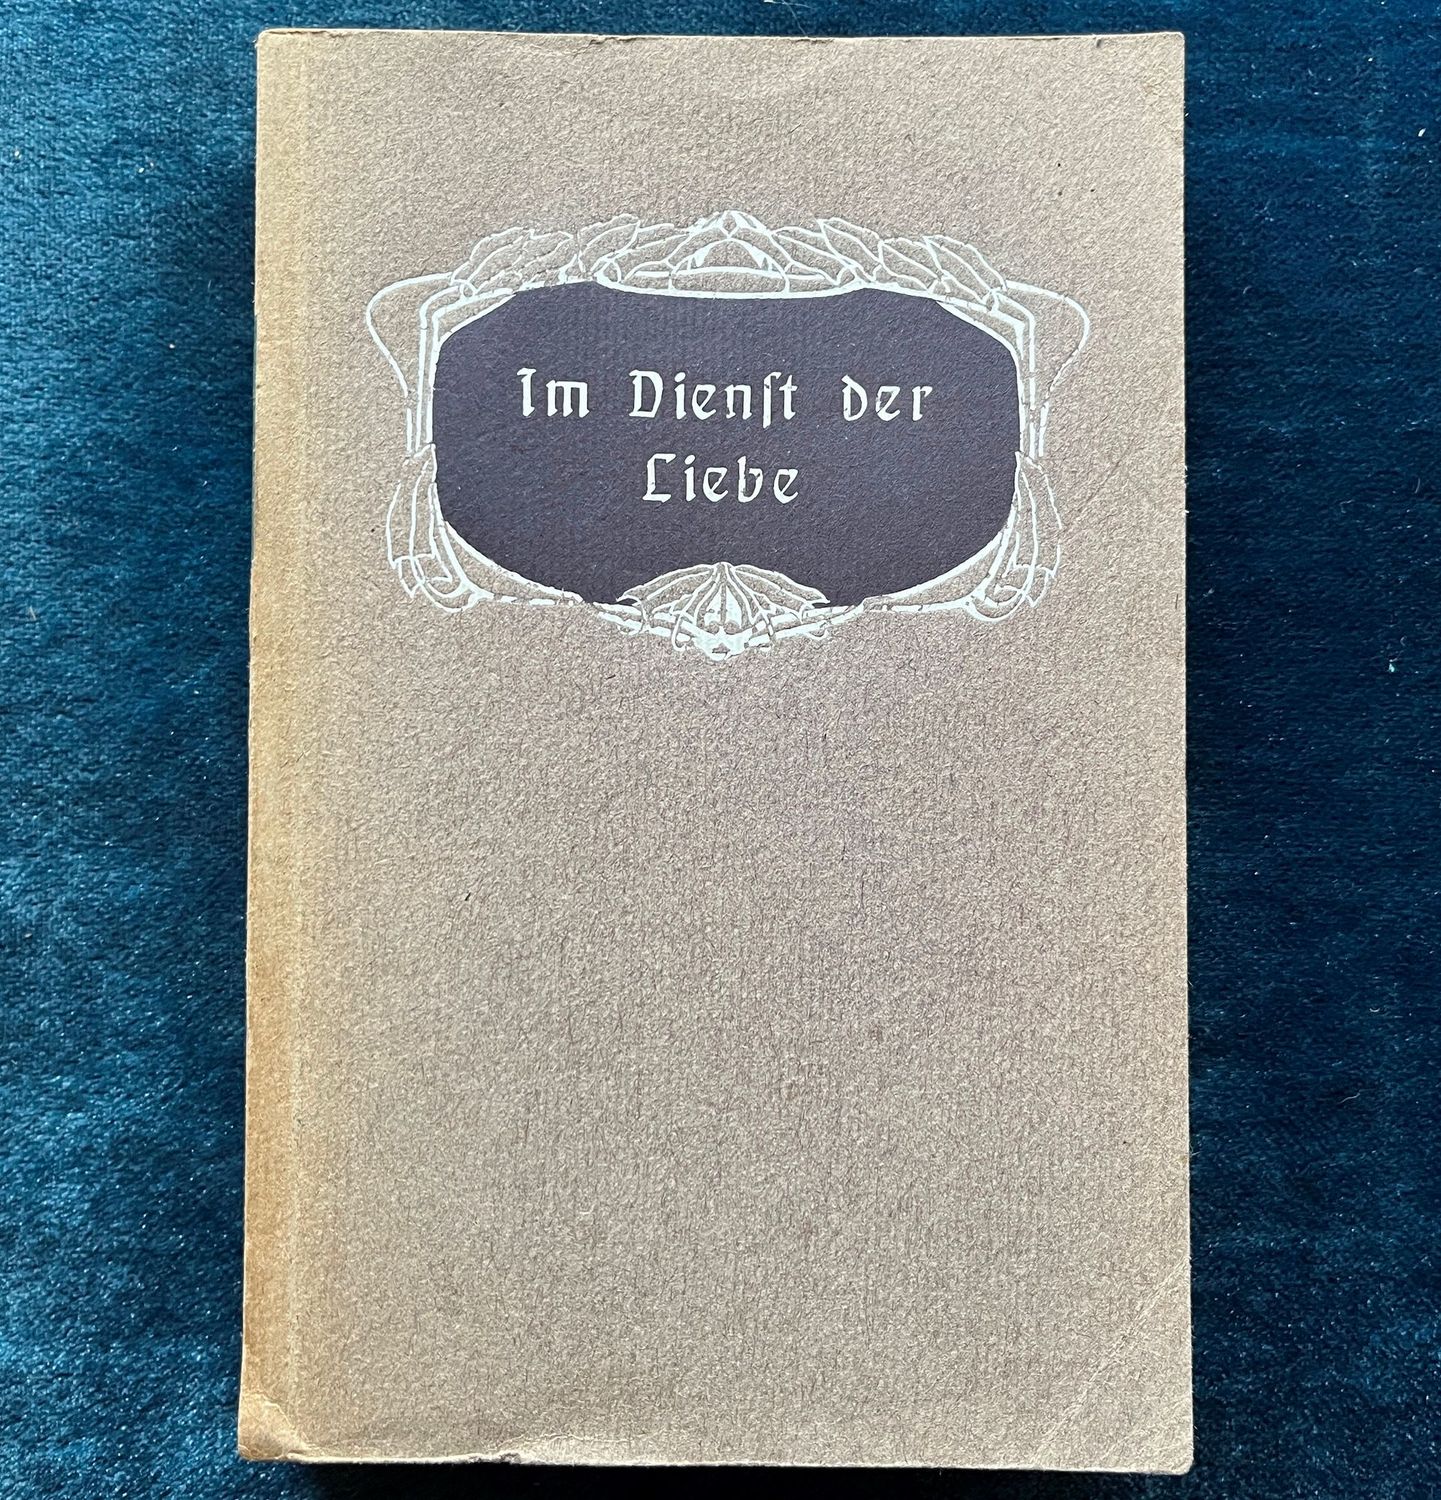 Im Dienſt der
Liebe